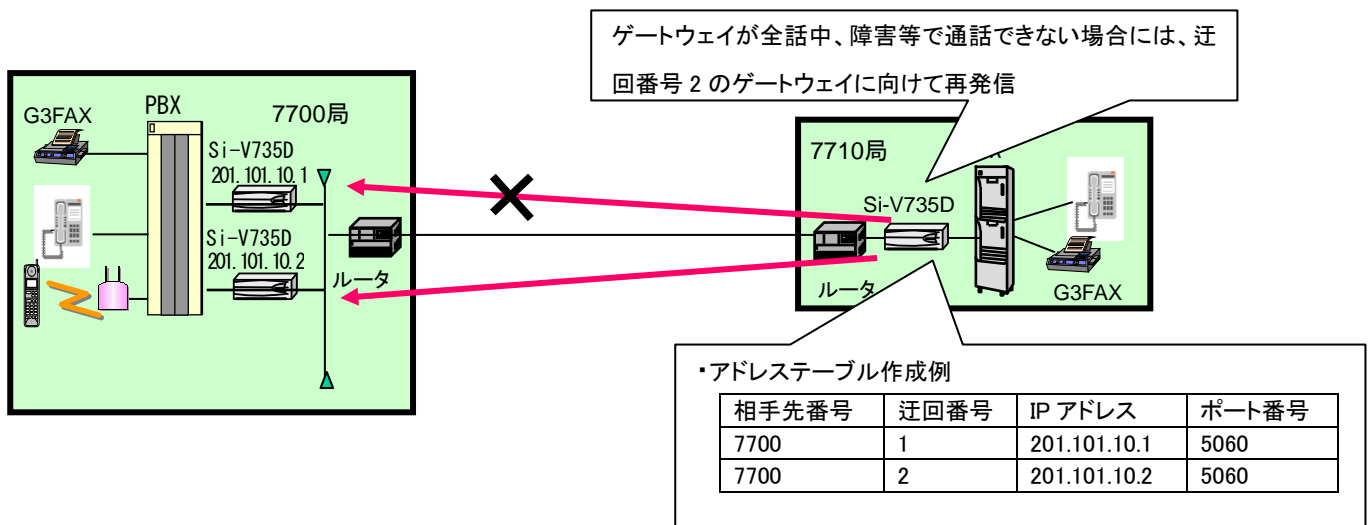 ゲートウェイが全話中、障害等で通話できない場合には、迂
回番号 2 のゲートウェイに向けて再発信
G3FAX
PBX
7700局
Si-V735D
201.101.10.1
Si-V735D
201.101.10.2
ルータ
7710局
Si-V735D
ルータ
G3FAX
・アドレステーブル作成例
相手先番号 迂回番号 IP アドレス ポート番号
7700 1 201.101.10.1 5060
7700 2 201.101.10.2 5060